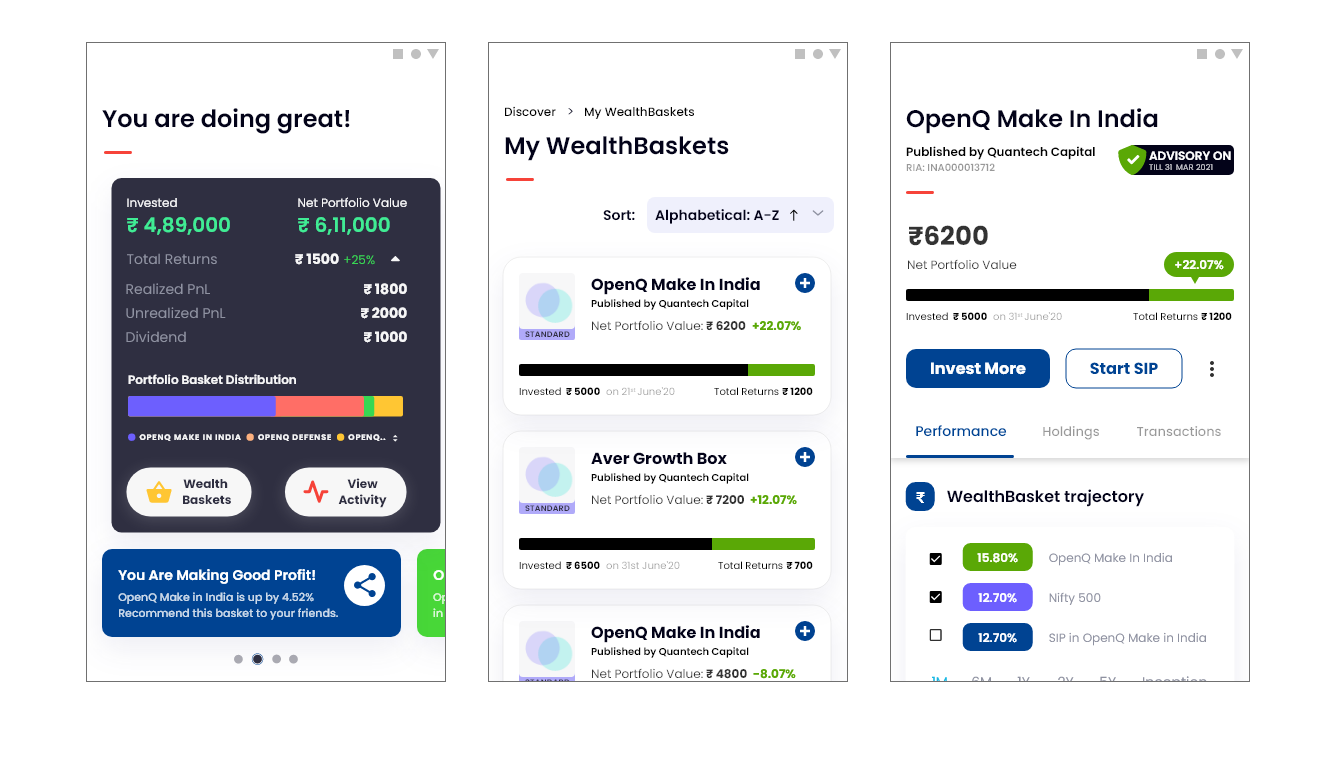 You are doing great!
Invested
Net Portfolio Value
₹ 4,89,000
₹ 6,11,000
Total Returns
₹ 1500 +25%
Realized PnL
₹ 1800
Unrealized PnL
₹ 2000
Dividend
₹ 1000
Portfolio Basket Distribution
OPENQ MAKE IN INDIA
OPENQ DEFENSE
OPENQ..
Wealth
Baskets
View
Activity
You Are Making Good Profit!
OpenQ Make in India is up by 4.52%
Recommend this basket to your friends.
O
Op
in
Discover > My WealthBaskets
My WealthBaskets
Sort:
Alphabetical: A-Z ↑
STANDARD
OpenQ Make In India
Published by Quantech Capital
Net Portfolio Value: ₹ 6200 +22.07%
Invested ₹ 5000 on 21st June'20
Total Returns ₹ 1200
STANDARD
Aver Growth Box
Published by Quantech Capital
Net Portfolio Value: ₹ 7200 +12.07%
Invested ₹ 6500 on 31st June'20
Total Returns ₹ 700
OpenQ Make In India
Published by Quantech Capital
Net Portfolio Value: ₹ 4800 -8.07%
STANDARD
OpenQ Make In India
Published by Quantech Capital
RIA: INA000013712
ADVISORY ON
TILL 31 MAR 2021
₹6200
Net Portfolio Value
+22.07%
Invested ₹ 5000 on 31st June'20
Total Returns ₹ 1200
Invest More
Start SIP
Performance
Holdings
Transactions
₹
WealthBasket trajectory
15.80%
OpenQ Make In India
12.70%
Nifty 500
12.70%
SIP in OpenQ Make in India
1M 6M 1Y 2Y 5Y Inception